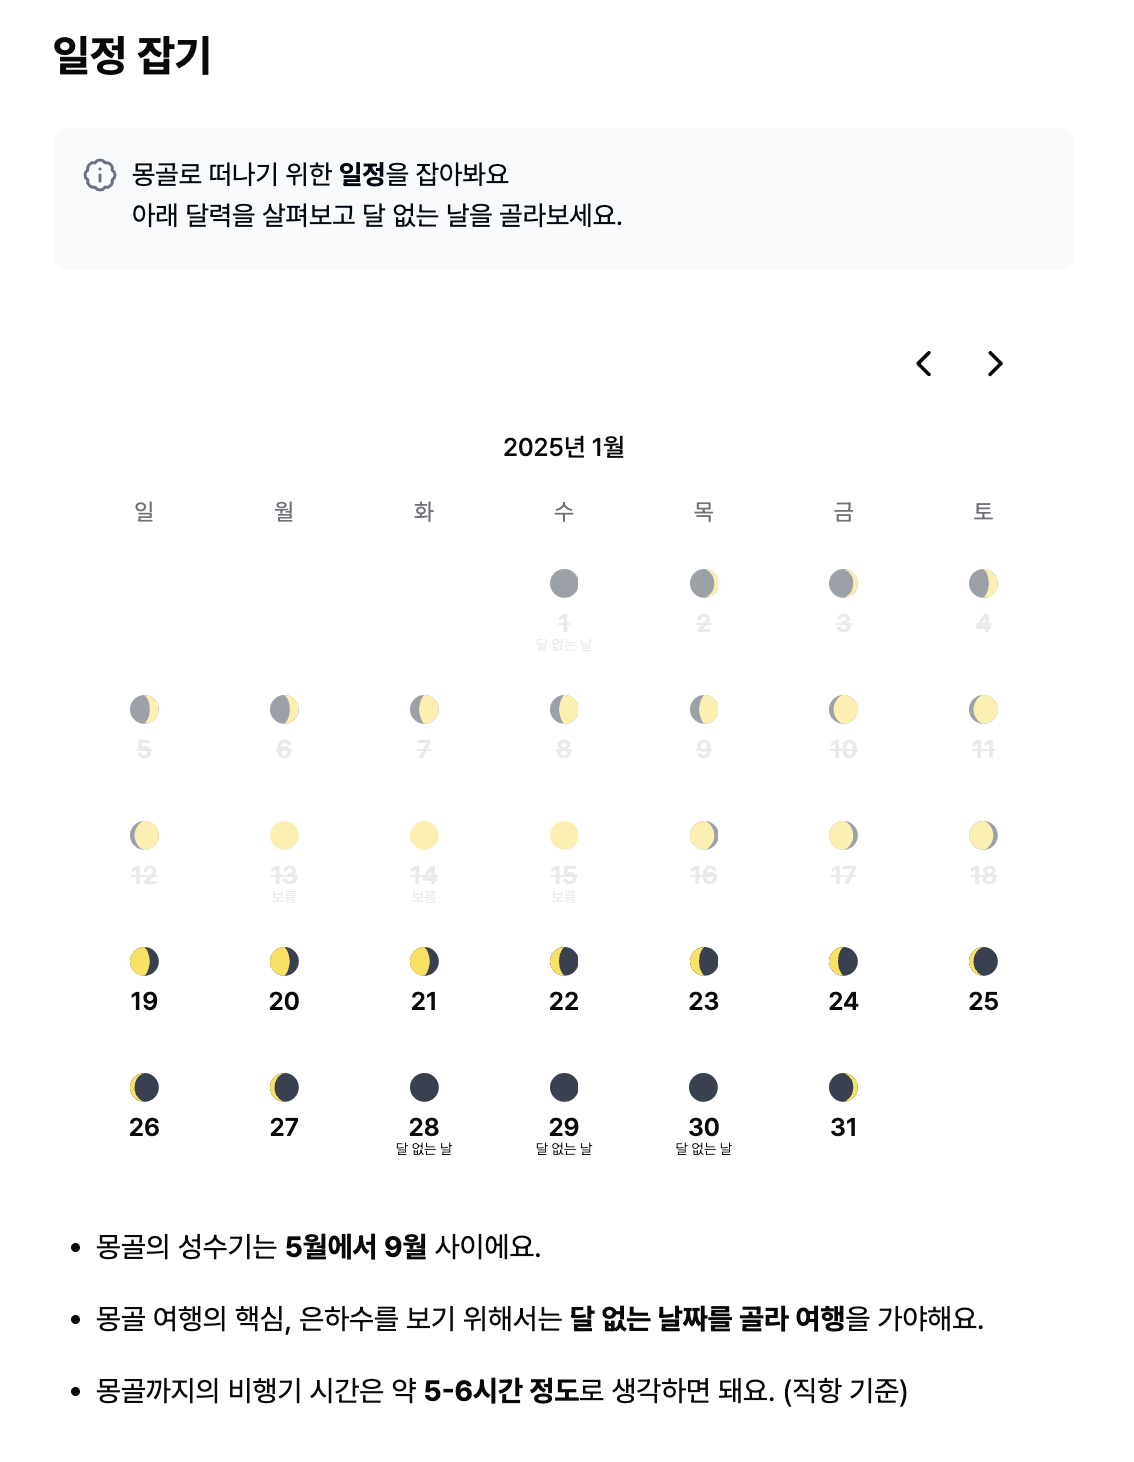 일정 잡기
몽골로 떠나기 위한 일정을 잡아봐요
아래 달력을 살펴보고 달 없는 날을 골라보세요.
2025년 1월
일 월 화 수 목 금 토
1 2 3 4
달 없는 날
5 6 7 8 9 10 11
12 13 14 15 16 17 18
보름 보름 보름
19 20 21 22 23 24 25
26 27 28 29 30 31
달 없는 날 달 없는 날 달 없는 날
• 몽골의 성수기는 5월에서 9월 사이에요.
• 몽골 여행의 핵심, 은하수를 보기 위해서는 달 없는 날짜를 골라 여행을 가야해요.
• 몽골까지의 비행기 시간은 약 5-6시간 정도로 생각하면 돼요. (직항 기준)